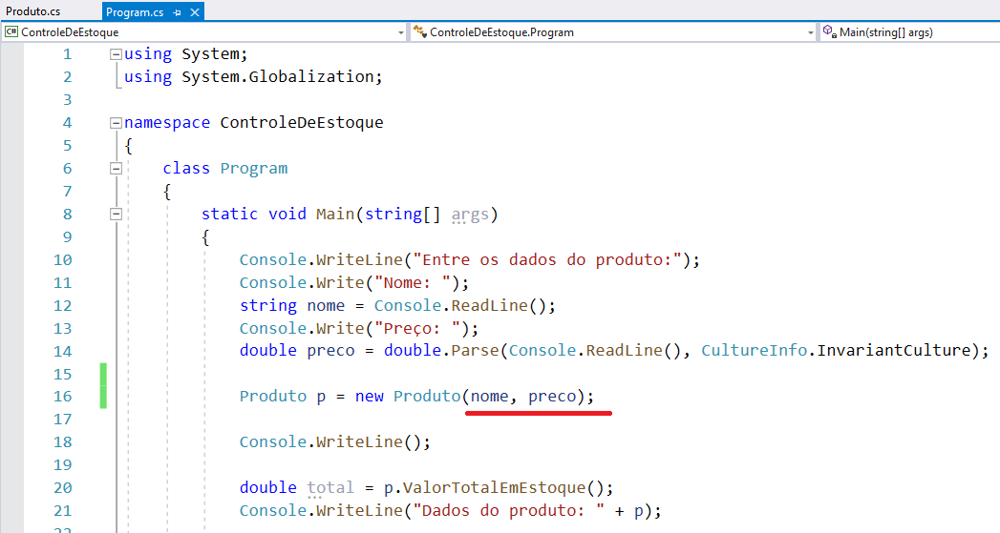 Produto.cs Program.cs
C# ControleDeEstoque ControleDeEstoque.Program Main(string[] args)
1 using System;
2 using System.Globalization;
3
4 namespace ControleDeEstoque
5 {
6 class Program
7 {
8 static void Main(string[] args)
9 {
10 Console.WriteLine("Entre os dados do produto:");
11 Console.Write("Nome: ");
12 string nome = Console.ReadLine();
13 Console.Write("Preço: ");
14 double preco = double.Parse(Console.ReadLine(), CultureInfo.InvariantCulture);
15
16 Produto p = new Produto(nome, preco);
17
18 Console.WriteLine();
19
20 double total = p.ValorTotalEmEstoque();
21 Console.WriteLine("Dados do produto: " + p);
22